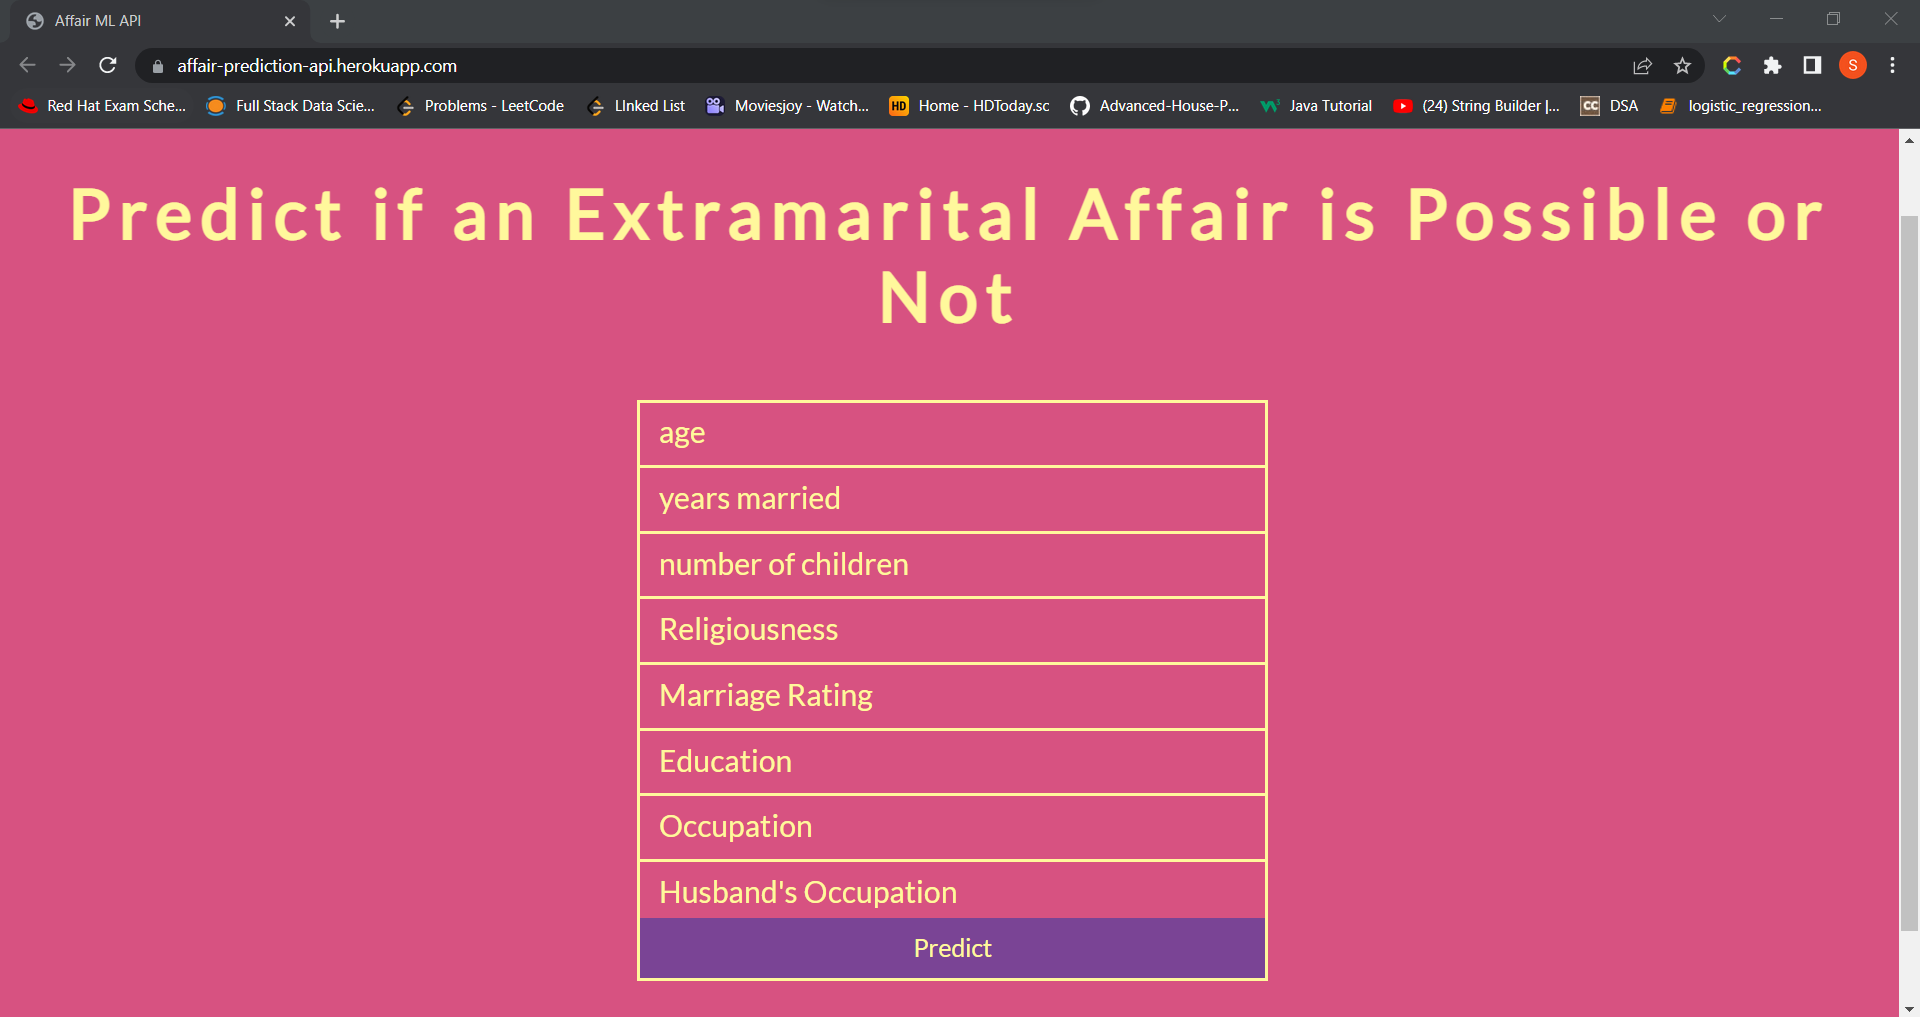 Affair ML API
affair-prediction-api.herokuapp.com
S
Red Hat Exam Sche...
Full Stack Data Scie...
Problems - LeetCode
LInked List
Moviesjoy - Watch...
HD
Home - HDToday.sc
Advanced-House-P...
Java Tutorial
(24) String Builder |...
CC
DSA
logistic_regression...
Predict if an Extramarital Affair is Possible or
Not
age
years married
number of children
Religiousness
Marriage Rating
Education
Occupation
Husband's Occupation
Predict